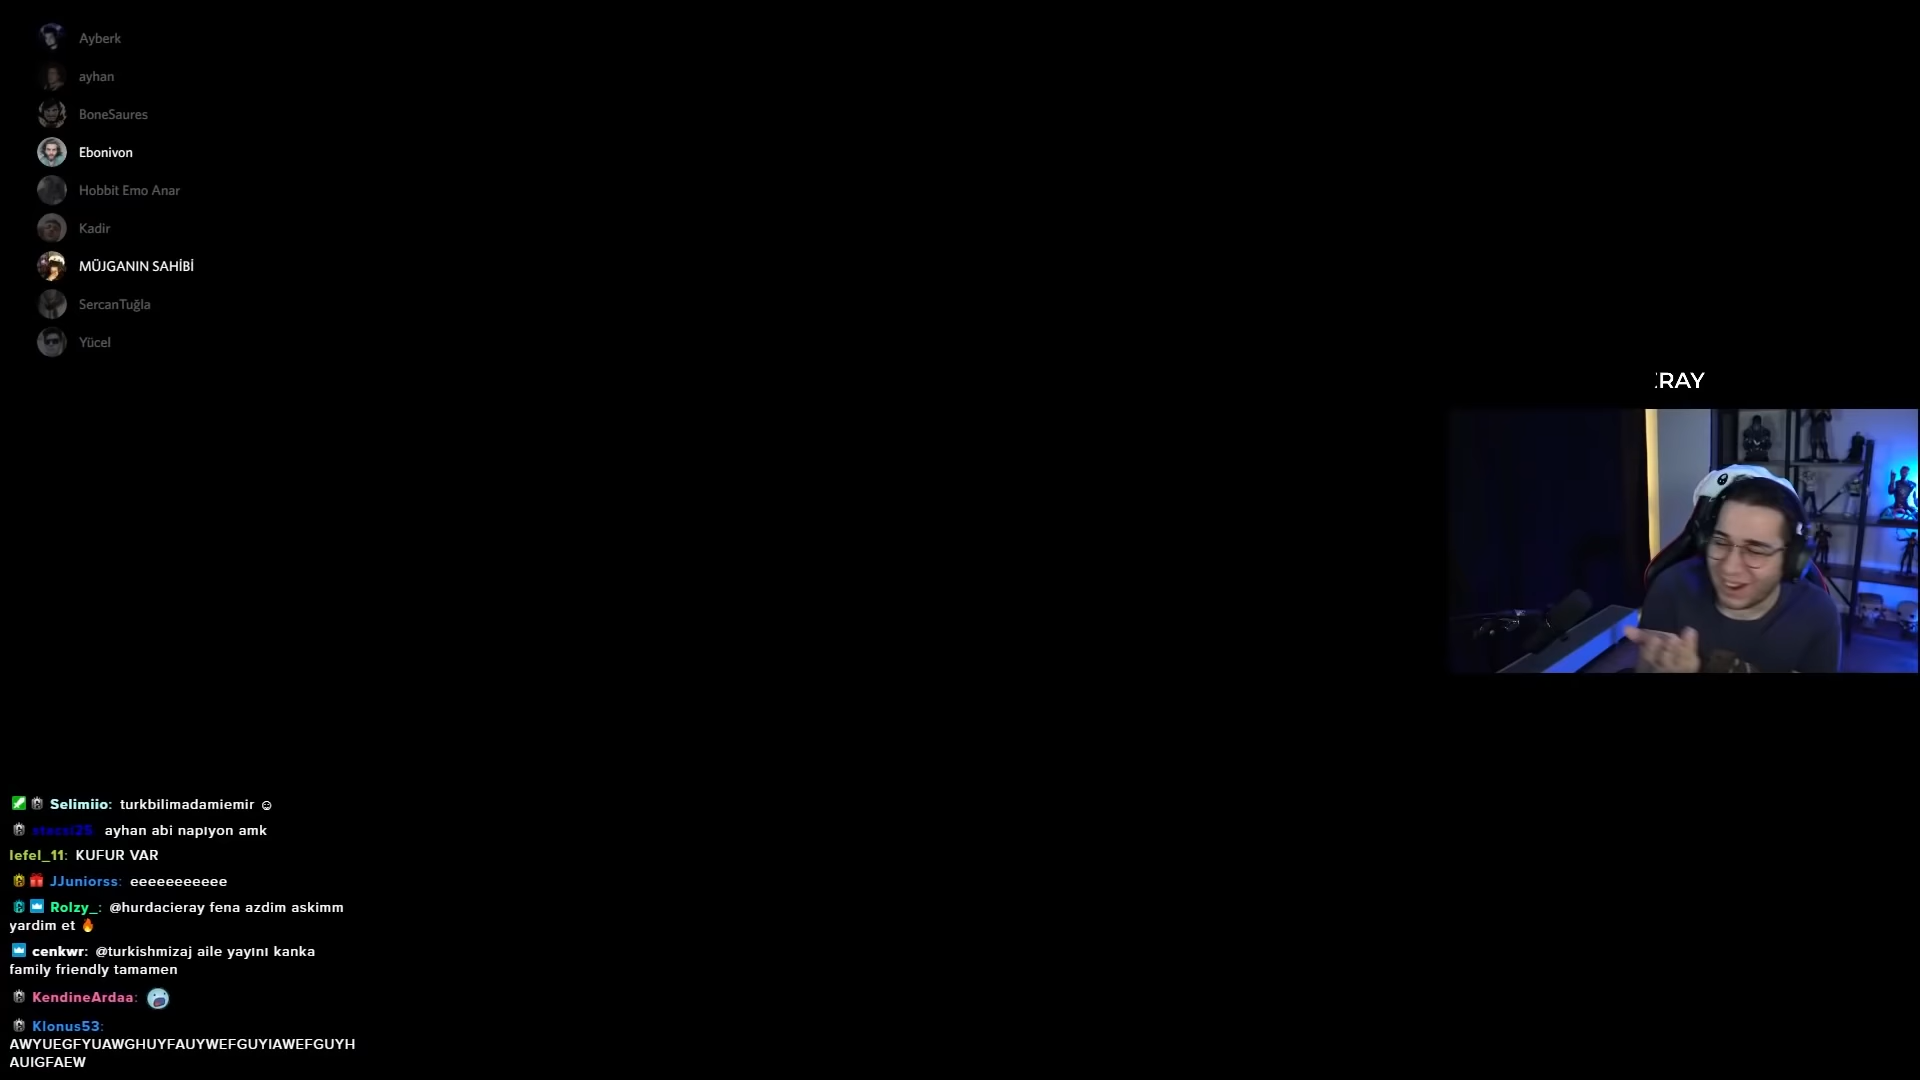 Ayberk
ayhan
BoneSaures
Ebonivon
Hobbit Emo Anar
Kadir
MÜJGANIN SAHİBİ
SercanTuğla
Yücel
RAY
Selimiio: turkbilimadamiemir ☺
ayhan abi napıyon amk
lefel_11: KUFUR VAR
JJuniorss: eeeeeeeeeee
Rolzy_: @hurdacieray fena azdim askimm
yardim et 🔥
cenkwr: @turkishmizaj aile yayını kanka
family friendly tamamen
KendineArdaa:
Klonus53:
AWYUEGFYUAWGHUYFAUYWEFGUYIAWEFGUYH
AUIGFAEW